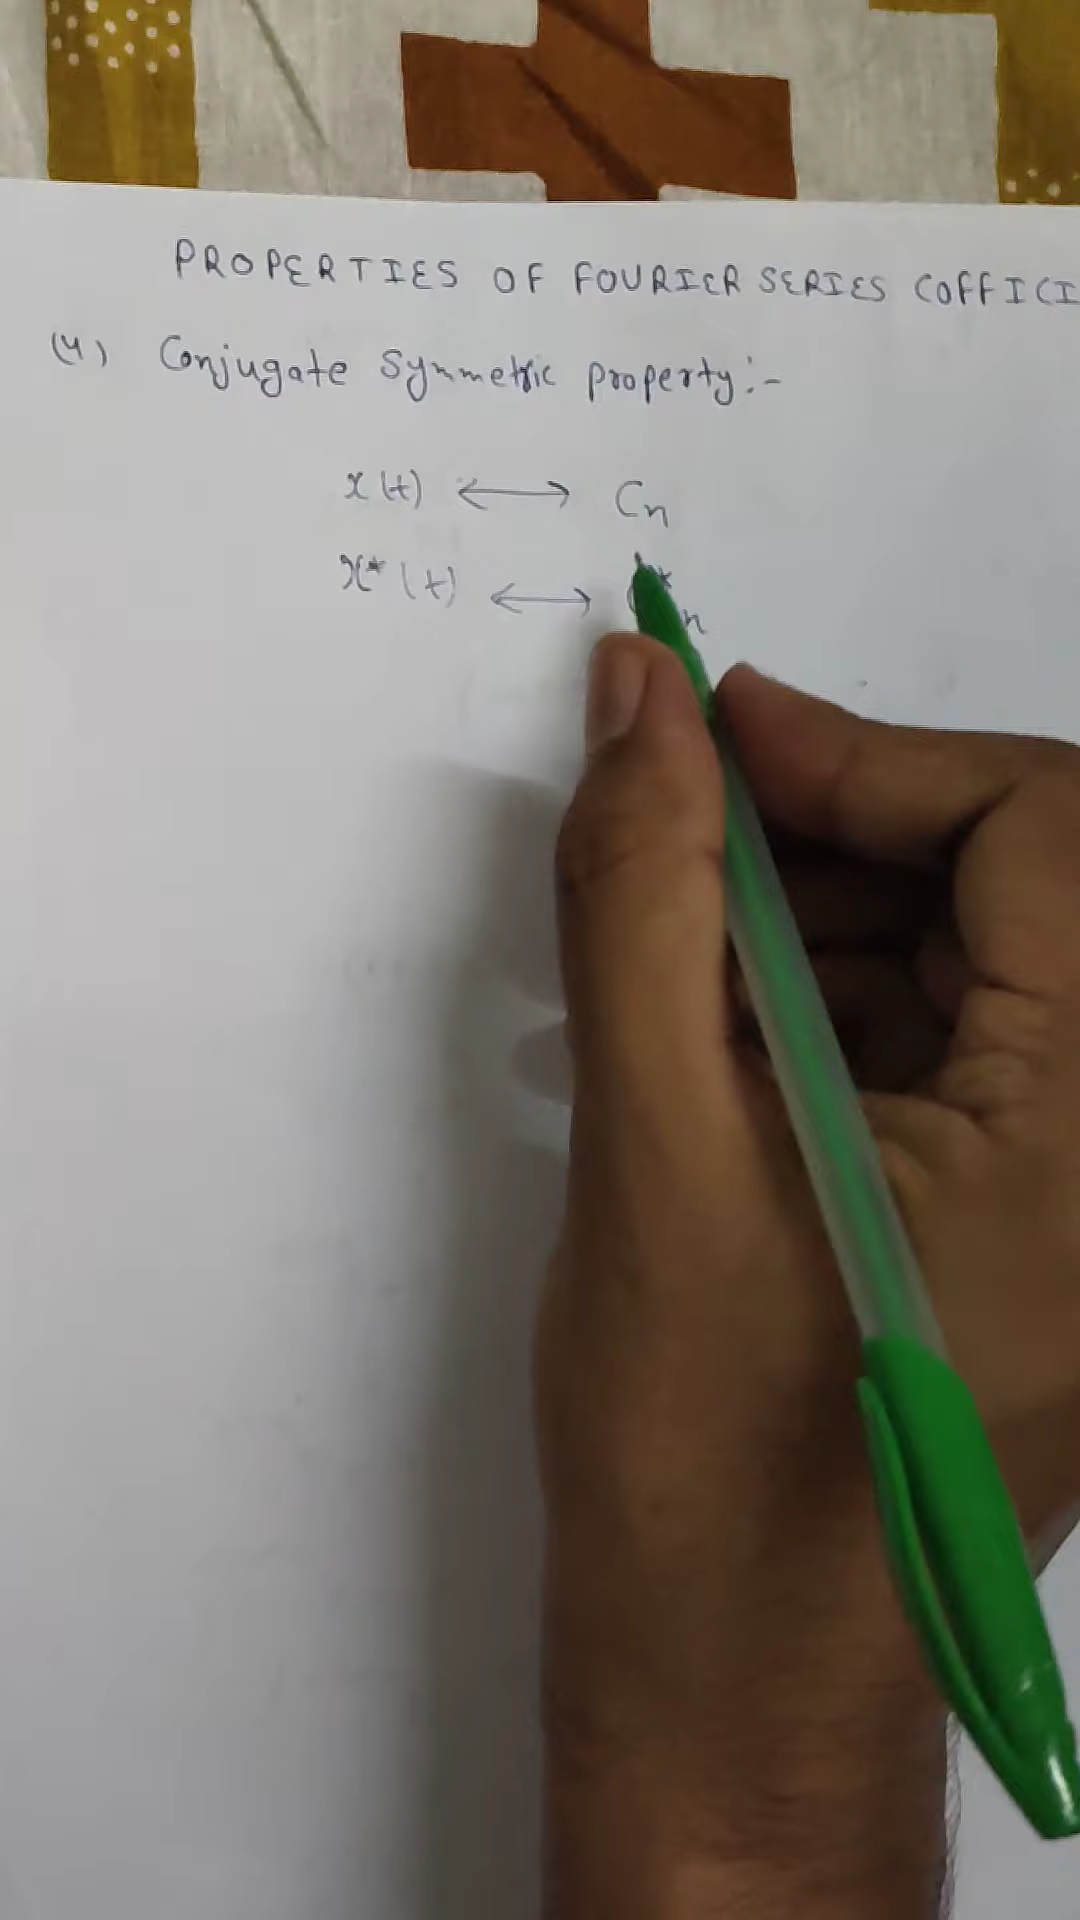 PROPERTIES OF FOURIER SERIES COFFICI
(4) Conjugate Symmetric property:-
x(t) ⟷ Cn
x*(t) ⟷